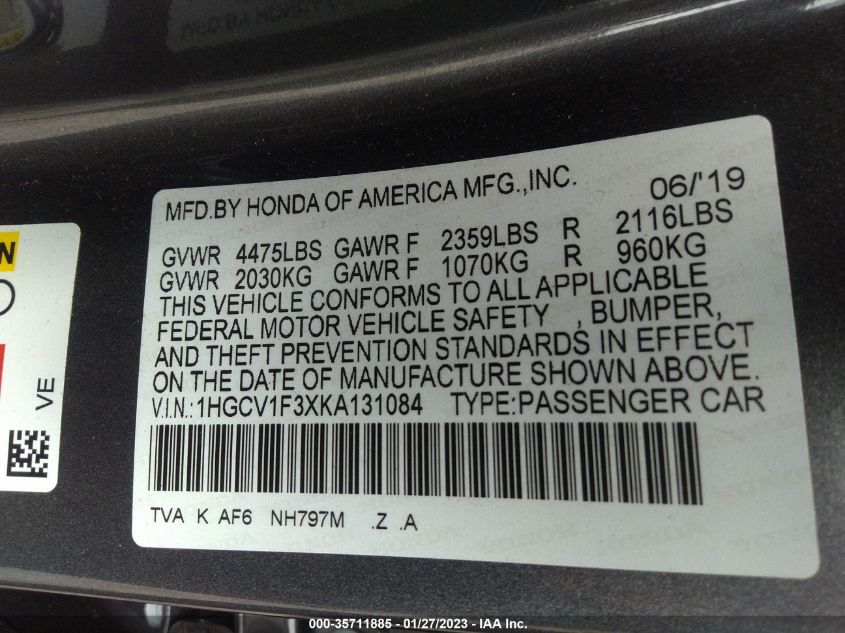 MFD.BY HONDA OF AMERICA MFG.,INC. 06/'19
GVWR 4475LBS GAWR F 2359LBS R 2116LBS
GVWR 2030KG GAWR F 1070KG R 960KG
THIS VEHICLE CONFORMS TO ALL APPLICABLE
FEDERAL MOTOR VEHICLE SAFETY , BUMPER,
AND THEFT PREVENTION STANDARDS IN EFFECT
ON THE DATE OF MANUFACTURE SHOWN ABOVE.
V.I.N.:1HGCV1F3XKA131084 TYPE:PASSENGER CAR
TVA K AF6 NH797M .Z .A
VE
000-35711885 - 01/27/2023 - IAA Inc.